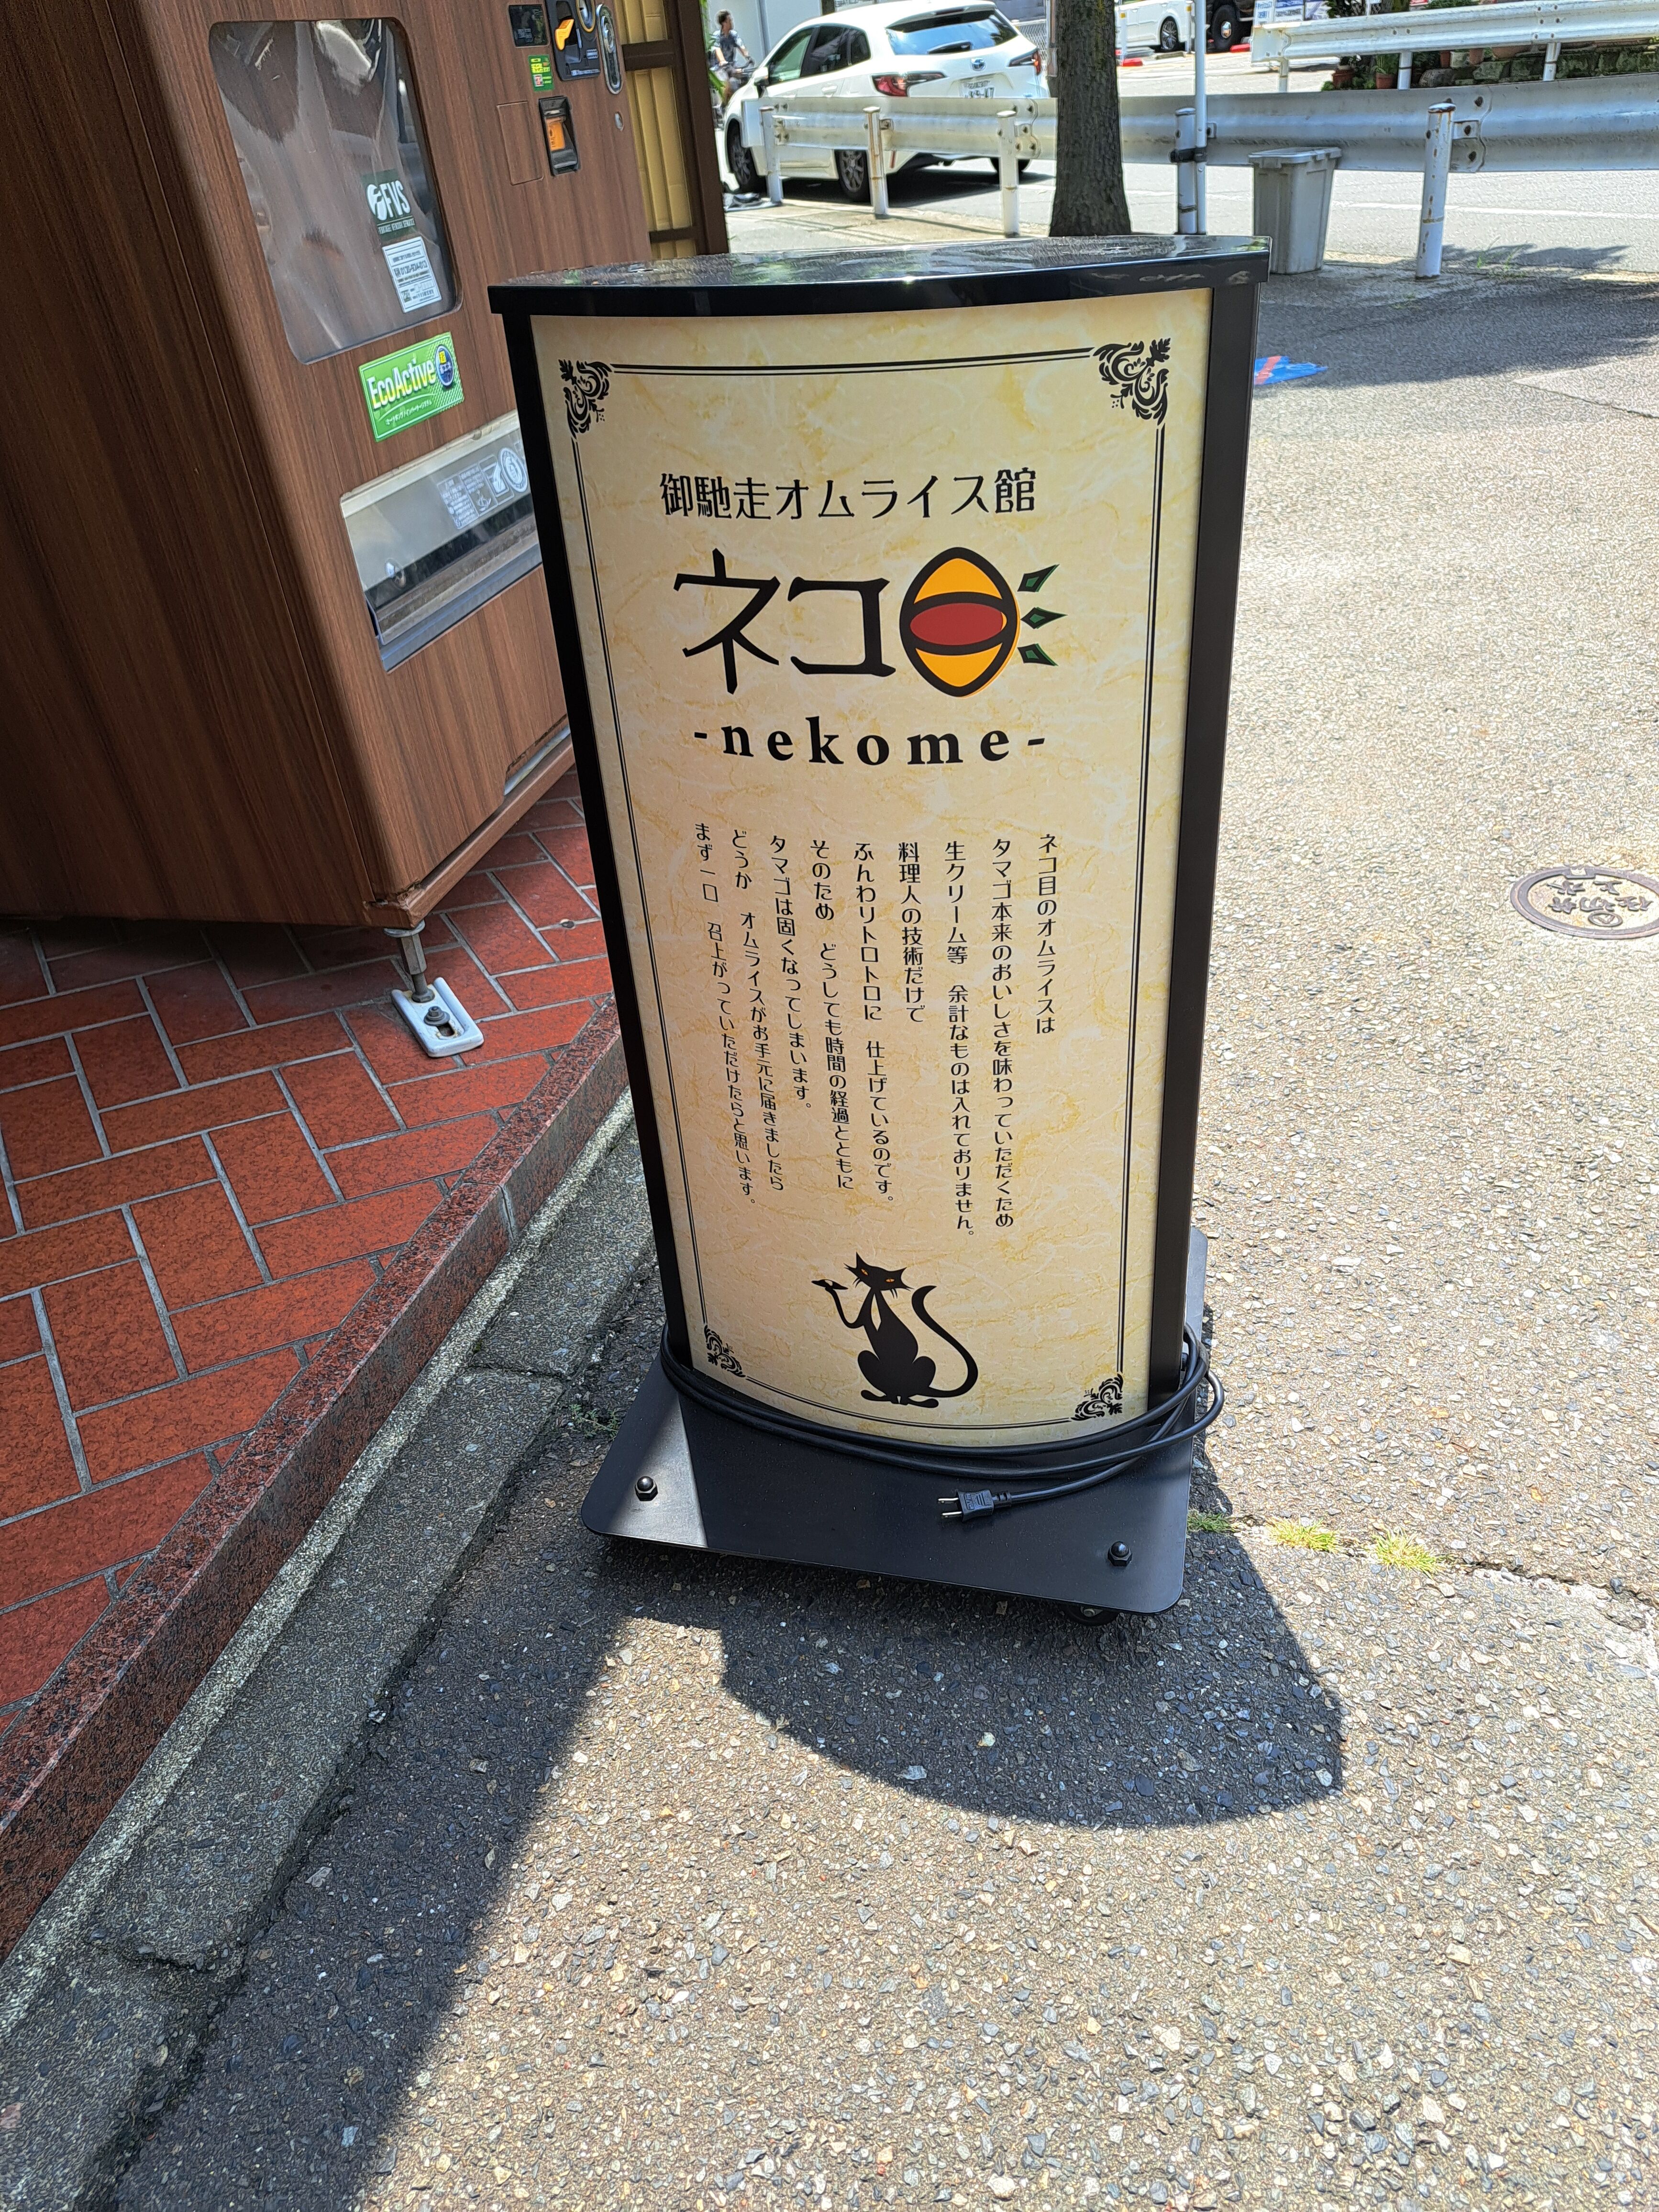 御馳走オムライス館
ネコ
-nekome-
ネコ目のオムライスは
タマゴ本来のおいしさを味わっていただくため
生クリーム等 余計なものは入れておりません。
料理人の技術だけで
ふんわりトロトロに 仕上げているのです。
そのため どうしても時間の経過とともに
タマゴは固くなってしまいます。
どうか オムライスがお手元に届きましたら
まず一口 召上がっていただけたらと思います。
FVS
EcoActive